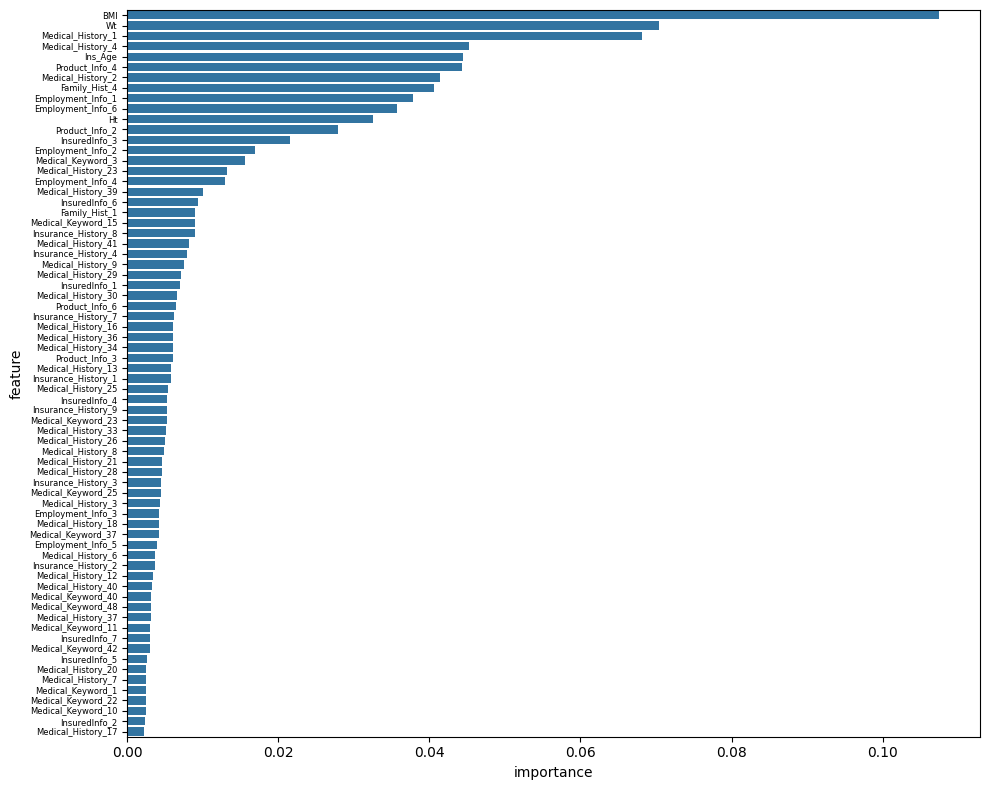 BMI
Wt
Medical_History_1
Medical_History_4
Ins_Age
Product_Info_4
Medical_History_2
Family_Hist_4
Employment_Info_1
Employment_Info_6
Ht
Product_Info_2
InsuredInfo_3
Employment_Info_2
Medical_Keyword_3
Medical_History_23
Employment_Info_4
Medical_History_39
InsuredInfo_6
Family_Hist_1
Medical_Keyword_15
Insurance_History_8
Medical_History_41
Insurance_History_4
Medical_History_9
Medical_History_29
InsuredInfo_1
Medical_History_30
Product_Info_6
Insurance_History_7
Medical_History_16
Medical_History_36
Medical_History_34
Product_Info_3
Medical_History_13
Insurance_History_1
Medical_History_25
InsuredInfo_4
Insurance_History_9
Medical_Keyword_23
Medical_History_33
Medical_History_26
Medical_History_8
Medical_History_21
Medical_History_28
Insurance_History_3
Medical_Keyword_25
Medical_History_3
Employment_Info_3
Medical_History_18
Medical_Keyword_37
Employment_Info_5
Medical_History_6
Insurance_History_2
Medical_History_12
Medical_History_40
Medical_Keyword_40
Medical_Keyword_48
Medical_History_37
Medical_Keyword_11
InsuredInfo_7
Medical_Keyword_42
InsuredInfo_5
Medical_History_20
Medical_History_7
Medical_Keyword_1
Medical_Keyword_22
Medical_Keyword_10
InsuredInfo_2
Medical_History_17
feature
0.00 0.02 0.04 0.06 0.08 0.10
importance